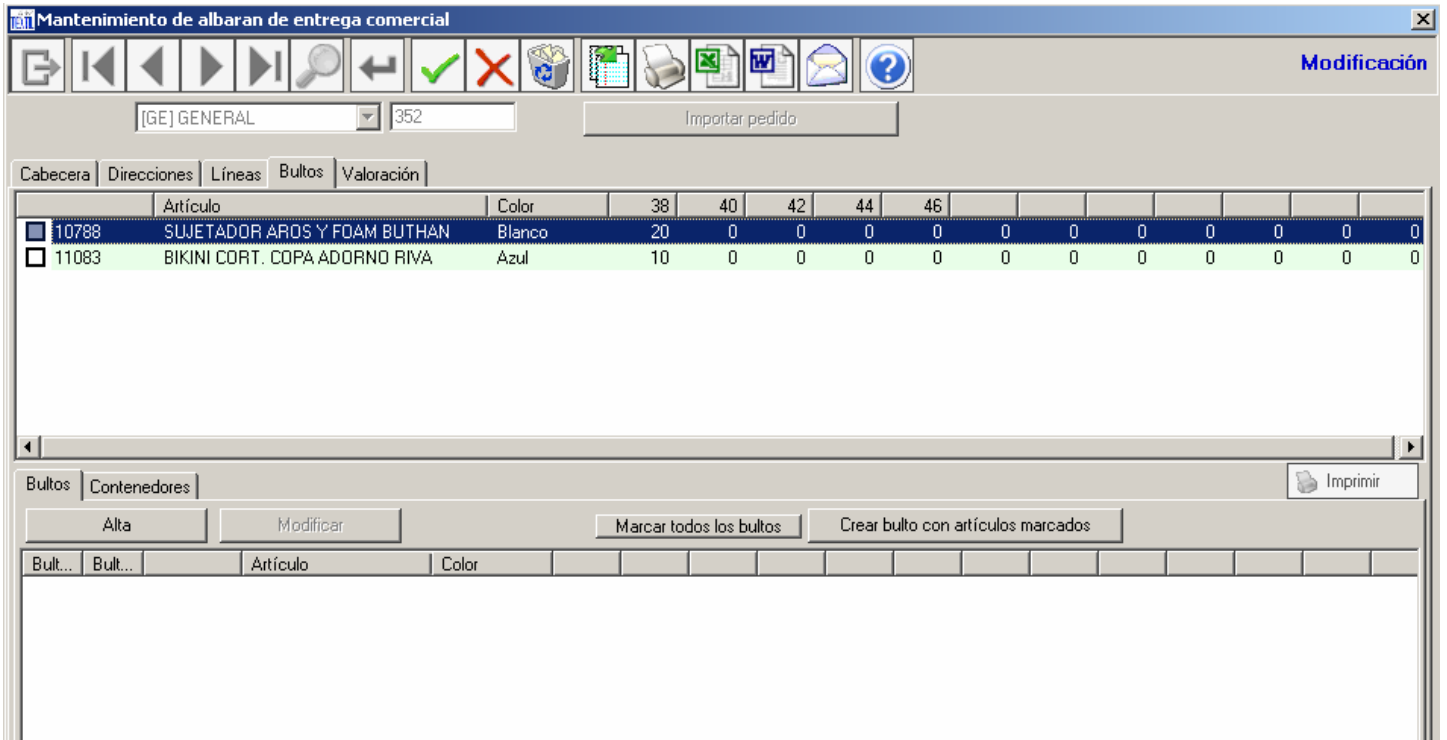 Mantenimiento de albaran de entrega comercial
Modificación
[GE] GENERAL 352 Importar pedido
Cabecera Direcciones Líneas Bultos Valoración
Artículo Color 38 40 42 44 46
10788 SUJETADOR AROS Y FOAM BUTHAN Blanco 20 0 0 0 0 0 0 0 0 0 0 0
11083 BIKINI CORT. COPA ADORNO RIVA Azul 10 0 0 0 0 0 0 0 0 0 0 0
Bultos Contenedores Imprimir
Alta Modificar Marcar todos los bultos Crear bulto con artículos marcados
Bult... Bult... Artículo Color